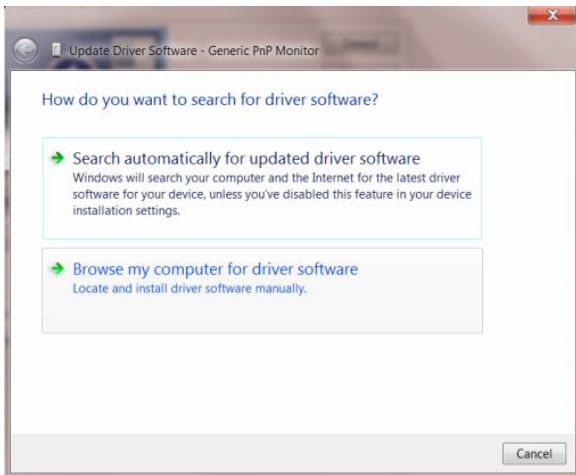 Update Driver Software - Generic PnP Monitor
How do you want to search for driver software?
Search automatically for updated driver software
Windows will search your computer and the Internet for the latest driver
software for your device, unless you've disabled this feature in your device
installation settings.
Browse my computer for driver software
Locate and install driver software manually.
Cancel